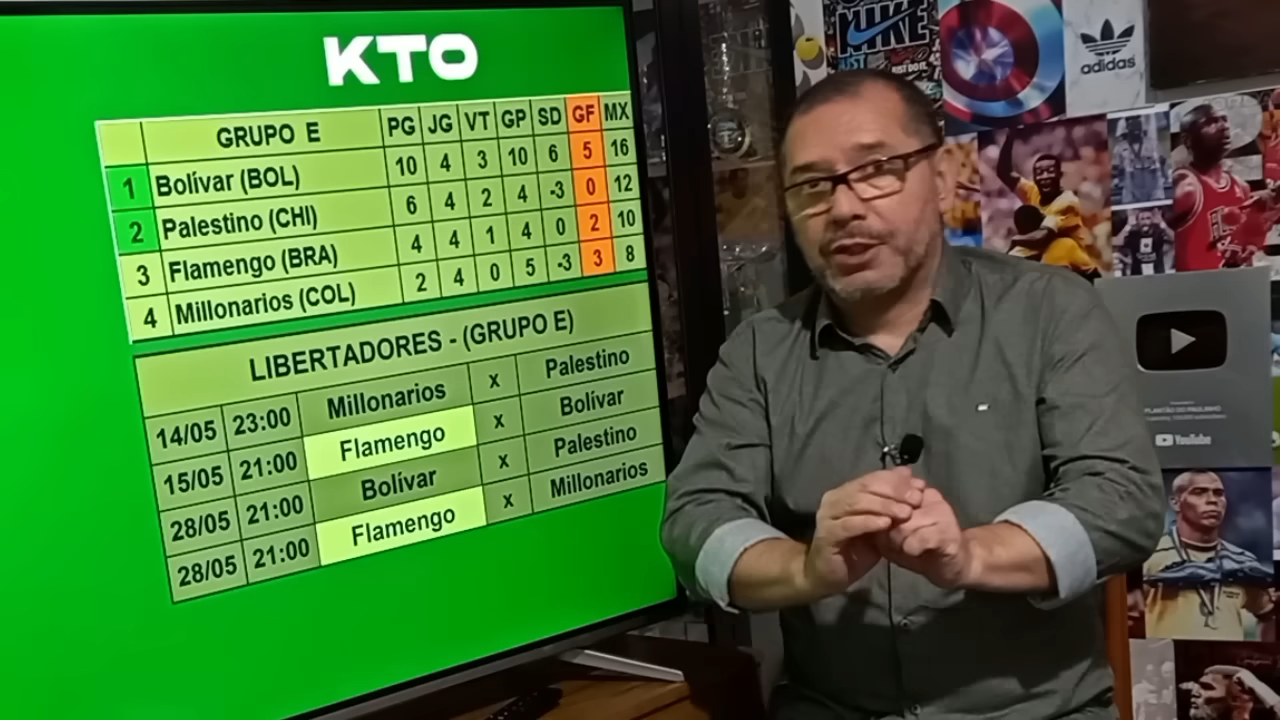 KTO
GRUPO E PG JG VT GP SD GF MX
1 Bolívar (BOL) 10 4 3 10 6 5 16
2 Palestino (CHI) 6 4 2 4 -3 0 12
3 Flamengo (BRA) 4 4 1 4 0 2 10
4 Millonarios (COL) 2 4 0 5 -3 3 8
LIBERTADORES - (GRUPO E)
14/05 23:00 Millonarios x Palestino
15/05 21:00 Flamengo x Bolívar
28/05 21:00 Bolívar x Palestino
28/05 21:00 Flamengo x Millonarios
NIKE
JUST DO IT.
adidas
PLANTÃO DO PAULINHO
YouTube